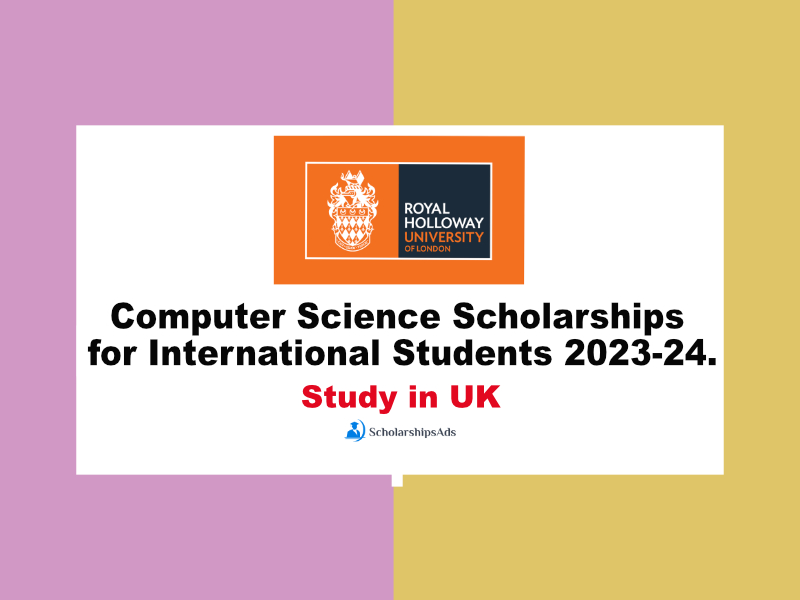 ROYAL
HOLLOWAY
UNIVERSITY
OF LONDON
Computer Science Scholarships
for International Students 2023-24.
Study in UK
ScholarshipsAds